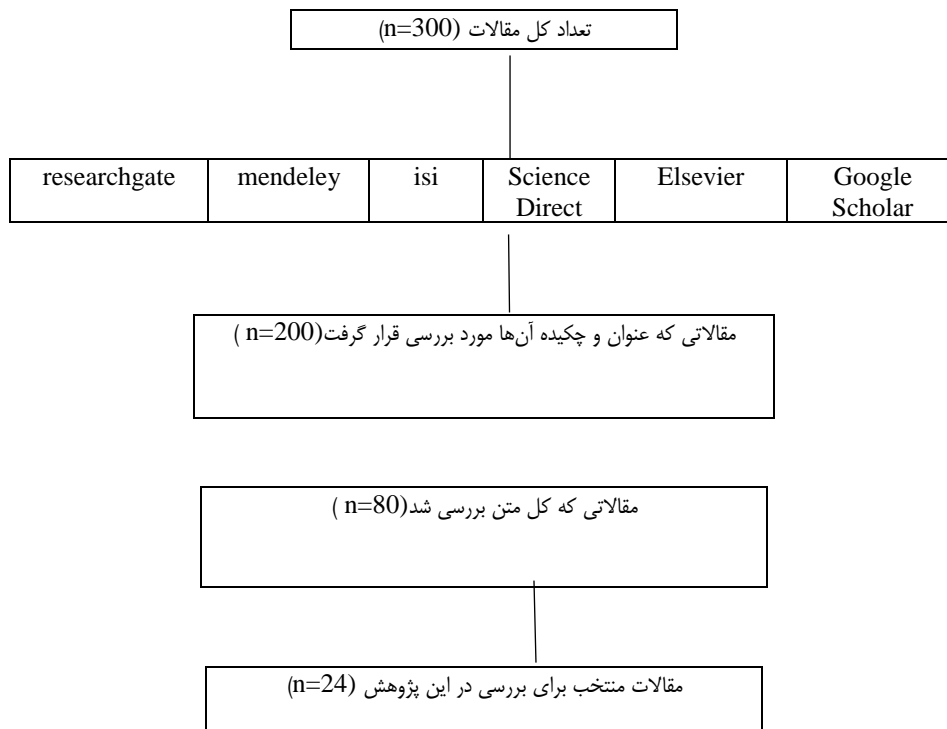 تعداد کل مقالات (n=300)
researchgate mendeley isi Science Direct Elsevier Google Scholar
مقالاتی که عنوان و چکیده آن‌ها مورد بررسی قرار گرفت(n=200 )
مقالاتی که کل متن بررسی شد(n=80 )
مقالات منتخب برای بررسی در این پژوهش (n=24)